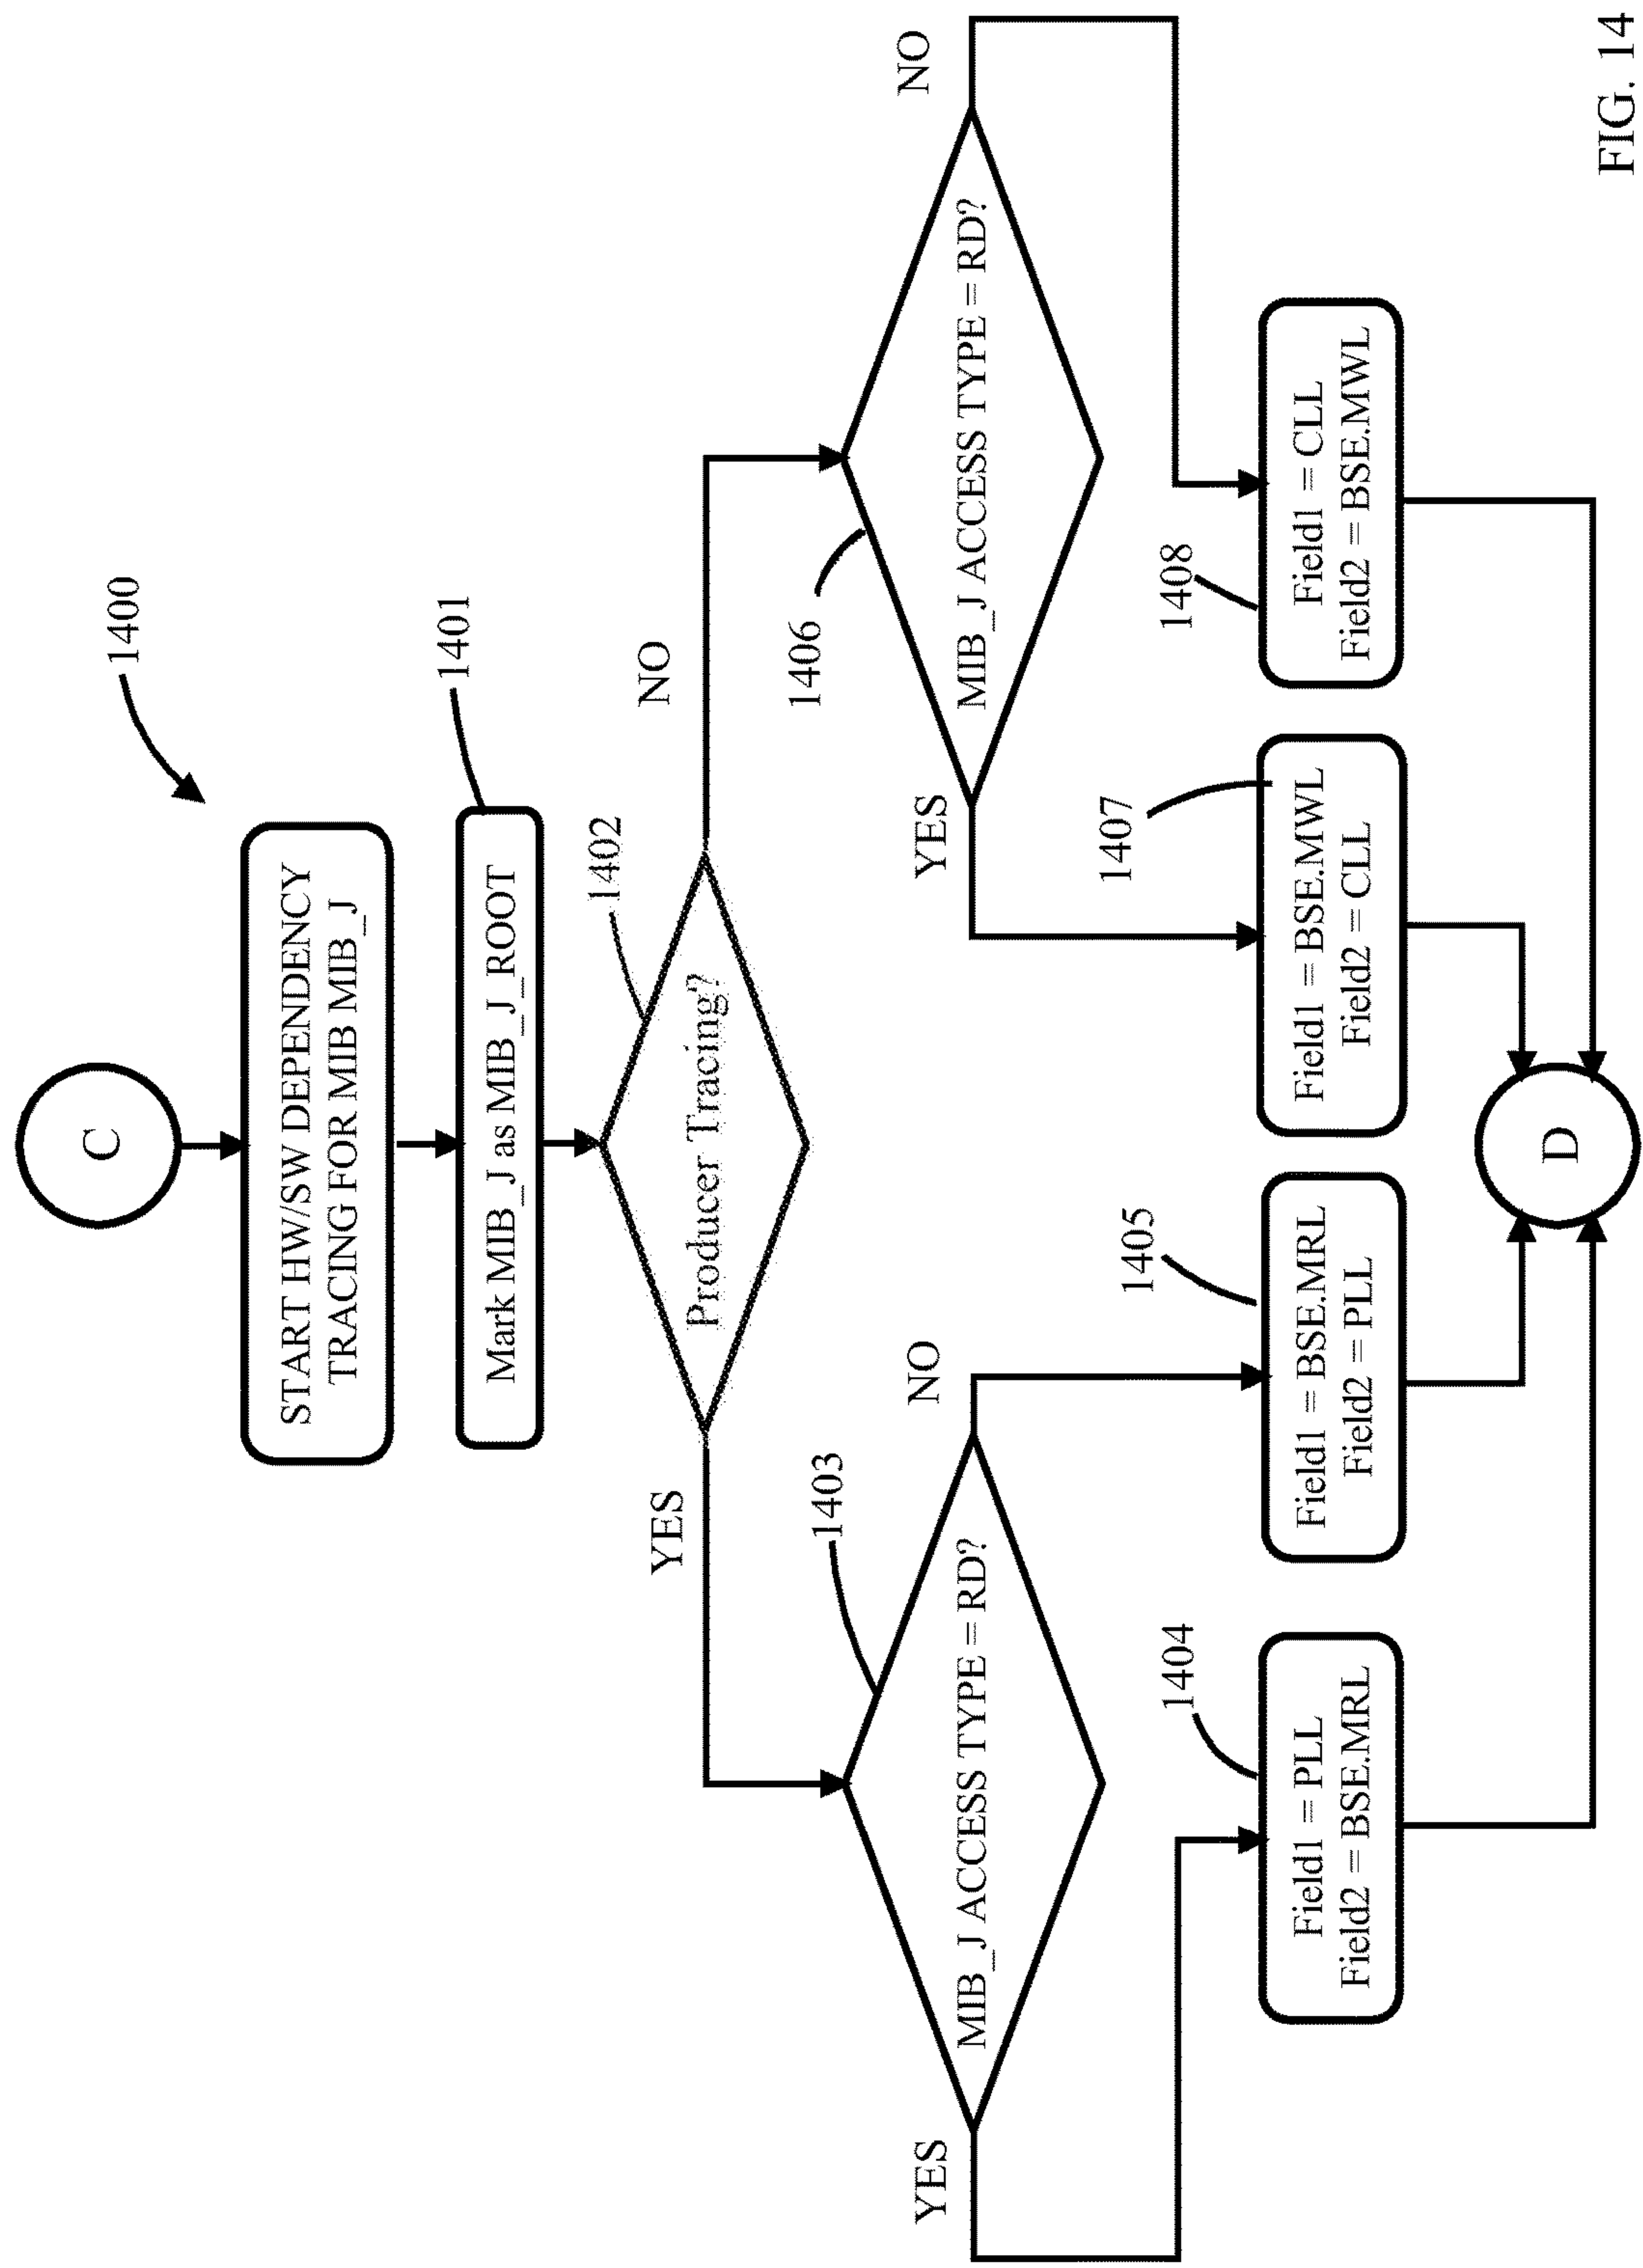 C
1400
START HW/SW DEPENDENCY
TRACING FOR MIB MIB_J
1401
Mark MIB_J as MIB_J_ROOT
1402
Producer Tracing?
YES
NO
1403
MIB_J ACCESS TYPE = RD?
YES
NO
1406
MIB_J ACCESS TYPE = RD?
YES
NO
1404
Field1 = PLL
Field2 = BSE.MRL
1405
Field1 = BSE.MRL
Field2 = PLL
1407
Field1 = BSE.MWL
Field2 = CLL
1408
Field1 = CLL
Field2 = BSE.MWL
D
FIG. 14